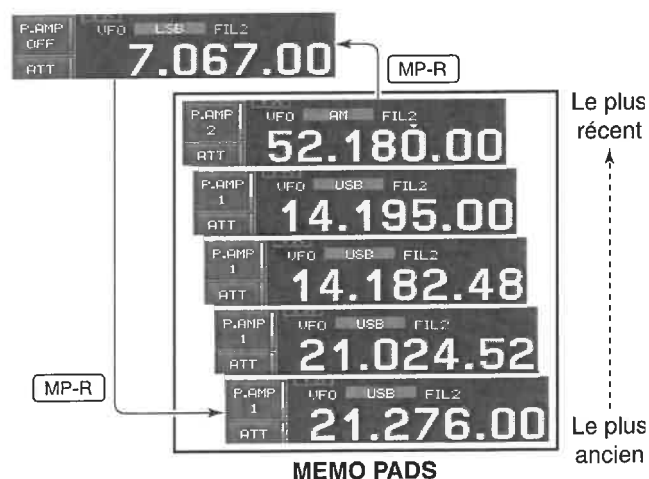 P.AMP OFF VFO LSB FIL2
ATT 7.067.00
MP-R
Le plus récent
P.AMP 2 VFO AM FIL2
ATT 52.180.00
P.AMP 1 VFO USB FIL2
ATT 14.195.00
P.AMP 1 VFO USB FIL2
ATT 14.182.48
P.AMP 1 VFO USB FIL2
ATT 21.024.52
MP-R
P.AMP 1 VFO USB FIL2
ATT 21.276.00
Le plus ancien
MEMO PADS